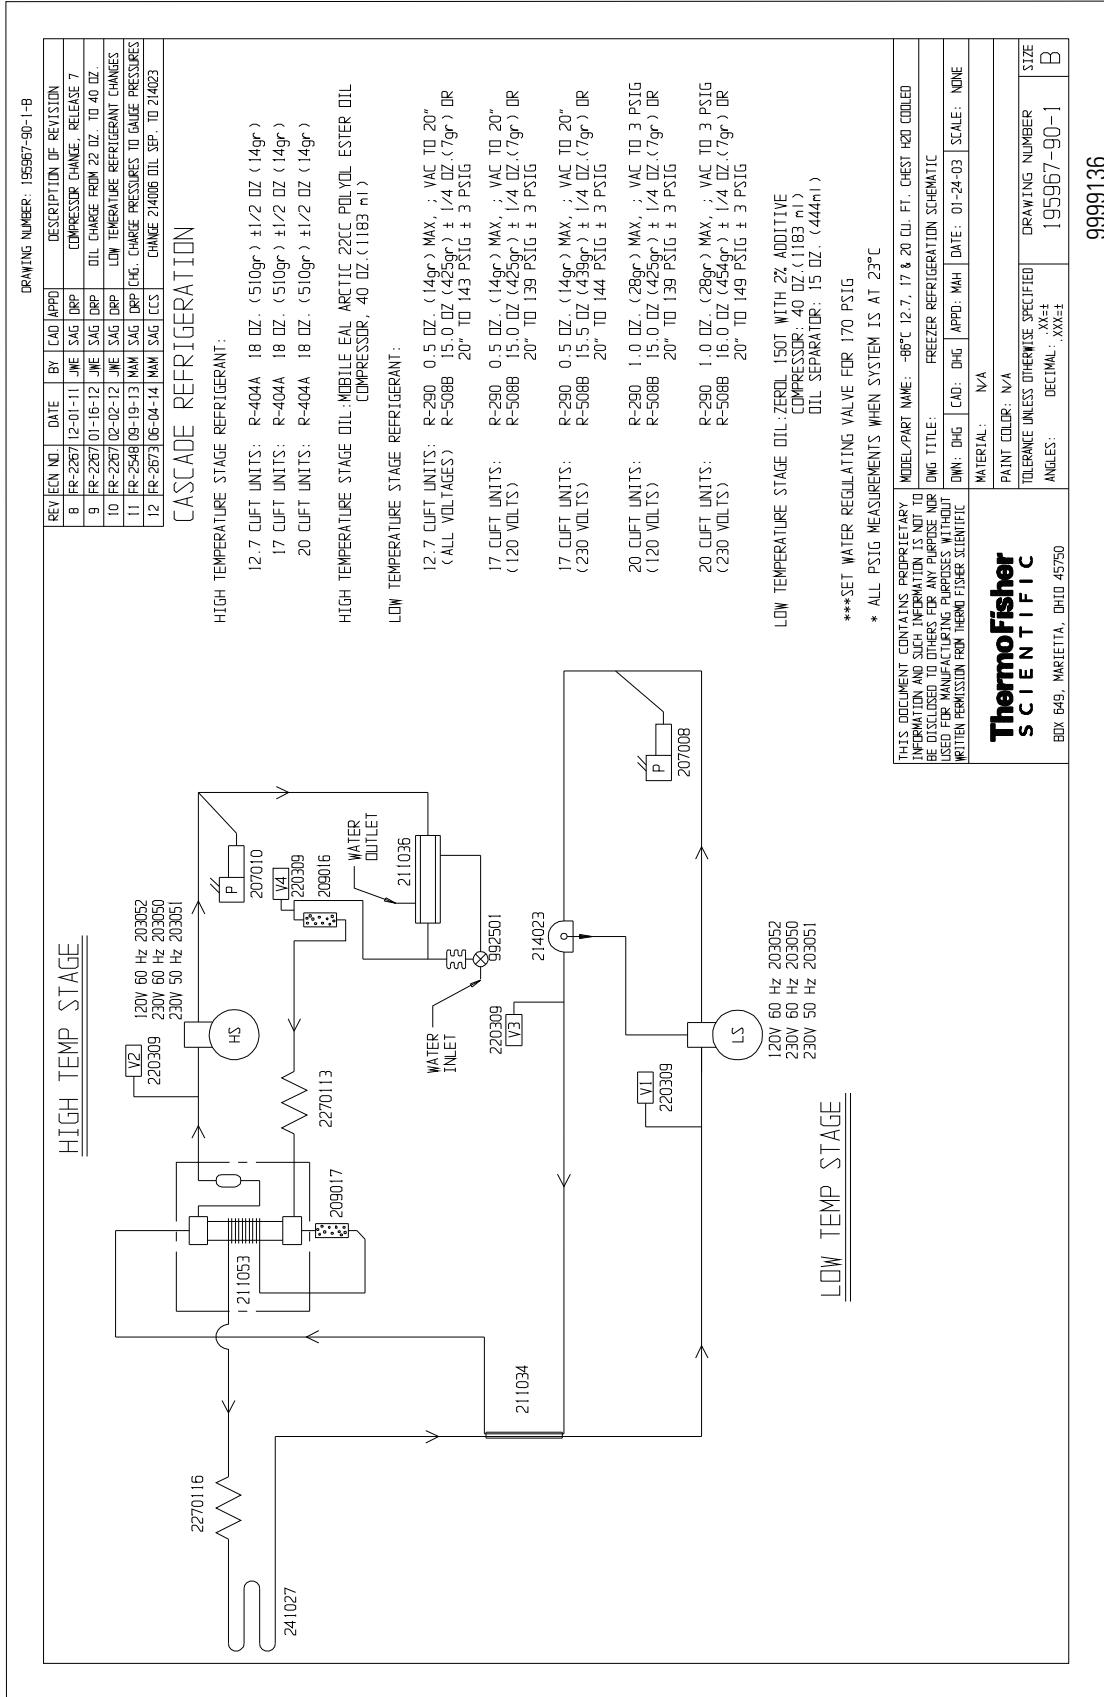 DRAWING NUMBER: 195967-90-1-B
REV ECN NO. DATE BY CAD APPD DESCRIPTION OF REVISION
8 FR-2267 12-01-11 JWE SAG DRP COMPRESSOR CHANGE, RELEASE 7
9 FR-2267 01-16-12 JWE SAG DRP OIL CHARGE FROM 22 OZ. TO 40 OZ.
10 FR-2267 02-02-12 JWE SAG DRP LOW TEMERATURE REFRIGERANT CHANGES
11 FR-2548 09-19-13 MAM SAG DRP CHG. CHARGE PRESSURES TO GAUGE PRESSURES
12 FR-2673 06-04-14 MAM SAG CCS CHANGE 214006 OIL SEP. TO 214023
CASCADE REFRIGERATION
HIGH TEMPERATURE STAGE REFRIGERANT:
12.7 CUFT UNITS: R-404A 18 OZ. (510gr) ±1/2 OZ (14gr)
17 CUFT UNITS: R-404A 18 OZ. (510gr) ±1/2 OZ (14gr)
20 CUFT UNITS: R-404A 18 OZ. (510gr) ±1/2 OZ (14gr)
HIGH TEMPERATURE STAGE OIL:MOBILE EAL ARCTIC 22CC POLYOL ESTER OIL
COMPRESSOR, 40 OZ.(1183 ml)
LOW TEMPERATURE STAGE REFRIGERANT:
12.7 CUFT UNITS: R-290 0.5 OZ. (14gr) MAX, ; VAC TO 20"
(ALL VOLTAGES) R-508B 15.0 OZ (425gr) ± 1/4 OZ.(7gr) OR
20" TO 143 PSIG ± 3 PSIG
17 CUFT UNITS: R-290 0.5 OZ. (14gr) MAX, ; VAC TO 20"
(120 VOLTS) R-508B 15.0 OZ (425gr) ± 1/4 OZ.(7gr) OR
20" TO 139 PSIG ± 3 PSIG
17 CUFT UNITS: R-290 0.5 OZ. (14gr) MAX, ; VAC TO 20"
(230 VOLTS) R-508B 15.5 OZ (439gr) ± 1/4 OZ.(7gr) OR
20" TO 144 PSIG ± 3 PSIG
20 CUFT UNITS: R-290 1.0 OZ. (28gr) MAX, ; VAC TO 3 PSIG
(120 VOLTS) R-508B 15.0 OZ (425gr) ± 1/4 OZ.(7gr) OR
20" TO 139 PSIG ± 3 PSIG
20 CUFT UNITS: R-290 1.0 OZ. (28gr) MAX, ; VAC TO 3 PSIG
(230 VOLTS) R-508B 16.0 OZ (454gr) ± 1/4 OZ.(7gr) OR
20" TO 149 PSIG ± 3 PSIG
LOW TEMPERATURE STAGE OIL:ZEROL 150T WITH 2% ADDITIVE
COMPRESSOR: 40 OZ.(1183 ml)
OIL SEPARATOR: 15 OZ. (444ml)
***SET WATER REGULATING VALVE FOR 170 PSIG
* ALL PSIG MEASUREMENTS WHEN SYSTEM IS AT 23°C
HIGH TEMP STAGE
120V 60 Hz 203052
230V 60 Hz 203050
230V 50 Hz 203051
V2
220309
HS
P
207010
V4
220309
209016
WATER
OUTLET
211036
992501
WATER
INLET
2270113
209017
211053
2270116
241027
211034
220309
V3
214023
P
207008
V1
220309
LS
120V 60 Hz 203052
230V 60 Hz 203050
230V 50 Hz 203051
LOW TEMP STAGE
THIS DOCUMENT CONTAINS PROPRIETARY
INFORMATION AND SUCH INFORMATION IS NOT TO
BE DISCLOSED TO OTHERS FOR ANY PURPOSE NOR
USED FOR MANUFACTURING PURPOSES WITHOUT
WRITTEN PERMISSION FROM THERMO FISHER SCIENTIFIC
ThermoFisher
SCIENTIFIC
BOX 649, MARIETTA, OHIO 45750
MODEL/PART NAME: -86°C 12.7, 17 & 20 CU. FT. CHEST H2O COOLED
DWG TITLE: FREEZER REFRIGERATION SCHEMATIC
DWN: DHG CAD: DHG APPD: MAH DATE: 01-24-03 SCALE: NONE
MATERIAL: N/A
PAINT COLOR: N/A
TOLERANCE UNLESS OTHERWISE SPECIFIED
ANGLES: DECIMAL: .XX=±
.XXX=±
DRAWING NUMBER
195967-90-1
SIZE
B
9999136